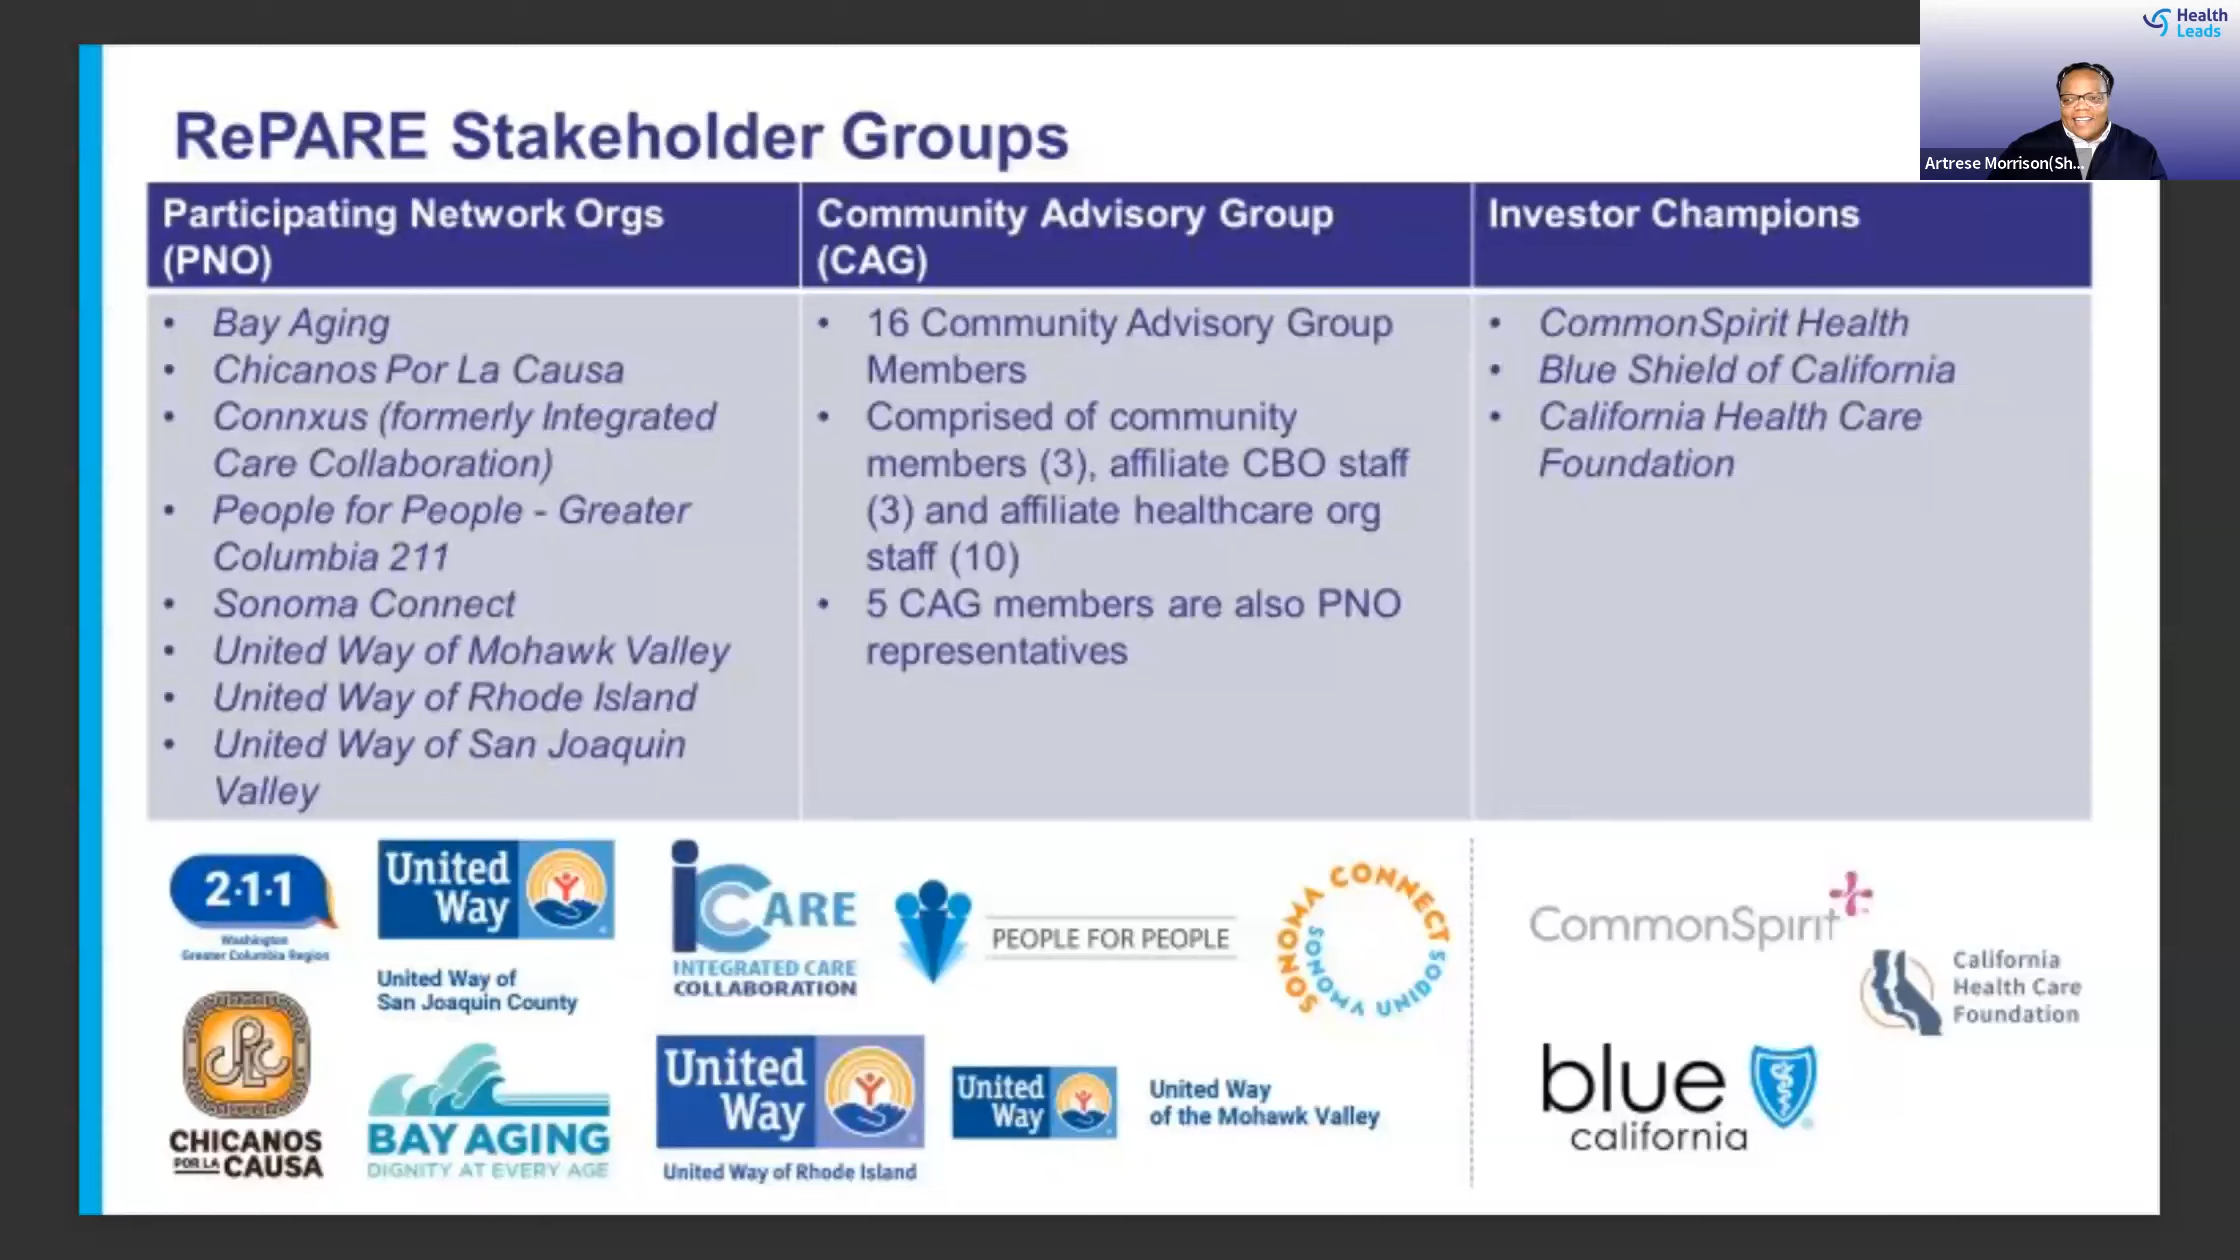 Health
Leads
Artrese Morrison(Sh...
RePARE Stakeholder Groups
Participating Network Orgs
(PNO)
Community Advisory Group
(CAG)
Investor Champions
• Bay Aging
• Chicanos Por La Causa
• Connxus (formerly Integrated
Care Collaboration)
• People for People - Greater
Columbia 211
• Sonoma Connect
• United Way of Mohawk Valley
• United Way of Rhode Island
• United Way of San Joaquin
Valley
• 16 Community Advisory Group
Members
• Comprised of community
members (3), affiliate CBO staff
(3) and affiliate healthcare org
staff (10)
• 5 CAG members are also PNO
representatives
• CommonSpirit Health
• Blue Shield of California
• California Health Care
Foundation
2·1·1
Washington
Greater Columbia Region
United
Way
United Way of
San Joaquin County
iCARE
INTEGRATED CARE
COLLABORATION
PEOPLE FOR PEOPLE
SONOMA CONNECT
SONOMA UNIDOS
CommonSpirit
California
Health Care
Foundation
CPLC
CHICANOS
POR LA CAUSA
BAY AGING
DIGNITY AT EVERY AGE
United
Way
United Way of Rhode Island
United
Way
United Way
of the Mohawk Valley
blue
california